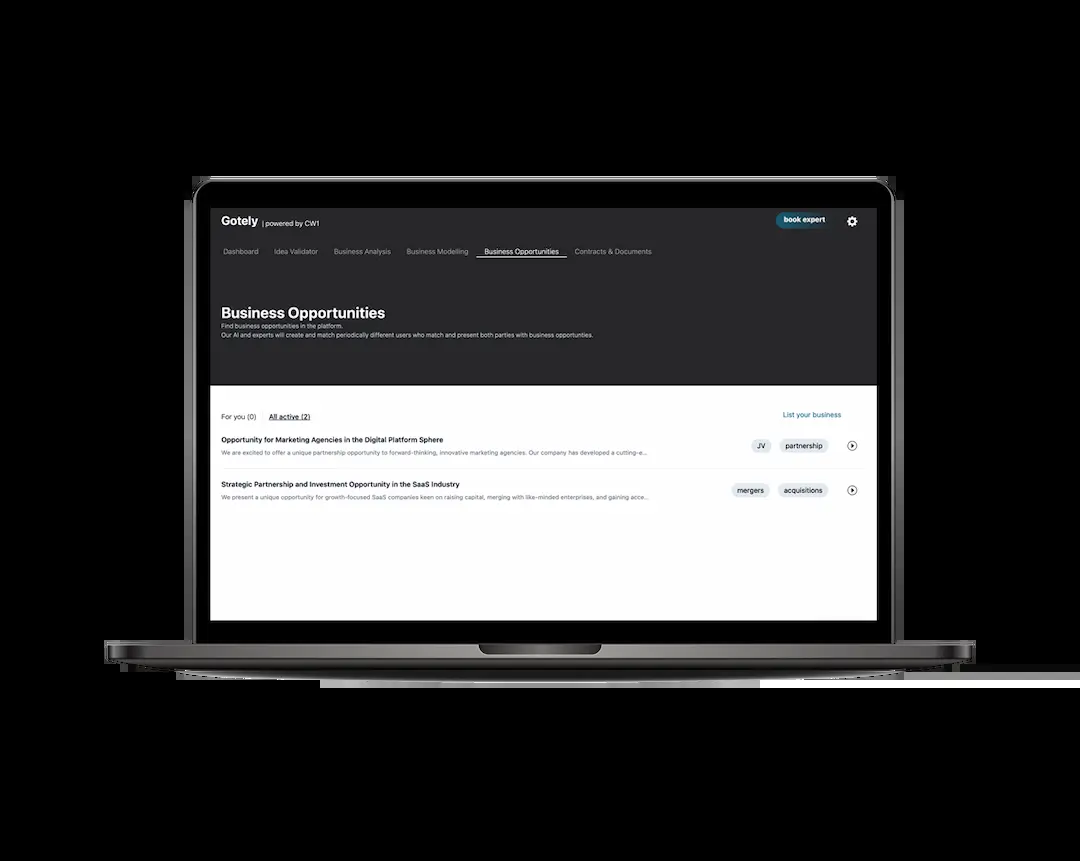 Gotely | powered by CW1
book expert
Dashboard Idea Validator Business Analysis Business Modelling Business Opportunities Contracts & Documents
Business Opportunities
Find business opportunities in the platform.
Our AI and experts will create and match periodically different users who match and present both parties with business opportunties.
For you (0) All active (2) List your business
Opportunity for Marketing Agencies in the Digital Platform Sphere
We are excited to offer a unique partnership opportunity to forward-thinking, innovative marketing agencies. Our company has developed a cutting-e...
JV partnership
Strategic Partnership and Investment Opportunity in the SaaS Industry
We present a unique opportunity for growth-focused SaaS companies keen on raising capital, merging with like-minded enterprises, and gaining acce...
mergers acquisitions